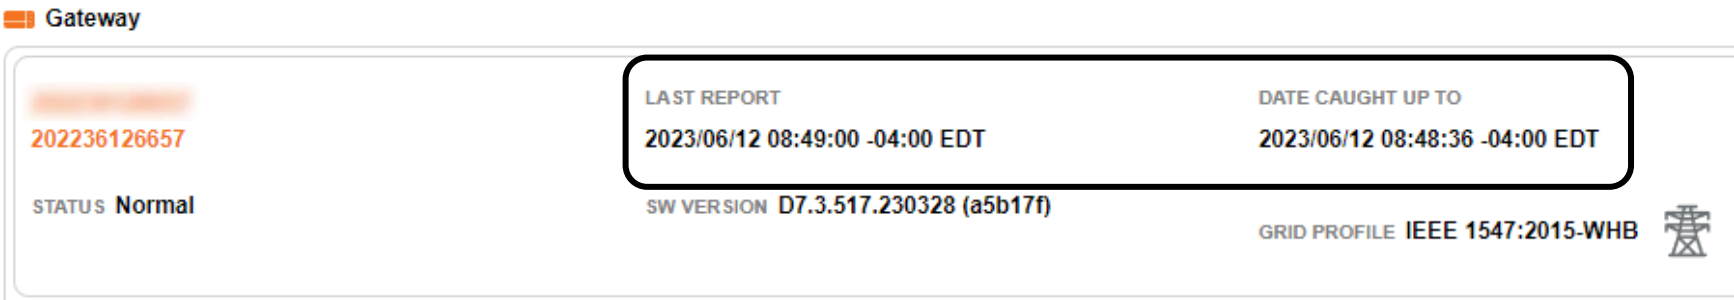 Gateway
LAST REPORT
DATE CAUGHT UP TO
202236126657
2023/06/12 08:49:00 -04:00 EDT
2023/06/12 08:48:36 -04:00 EDT
STATUS Normal
SW VERSION D7.3.517.230328 (a5b17f)
GRID PROFILE IEEE 1547:2015-WHB